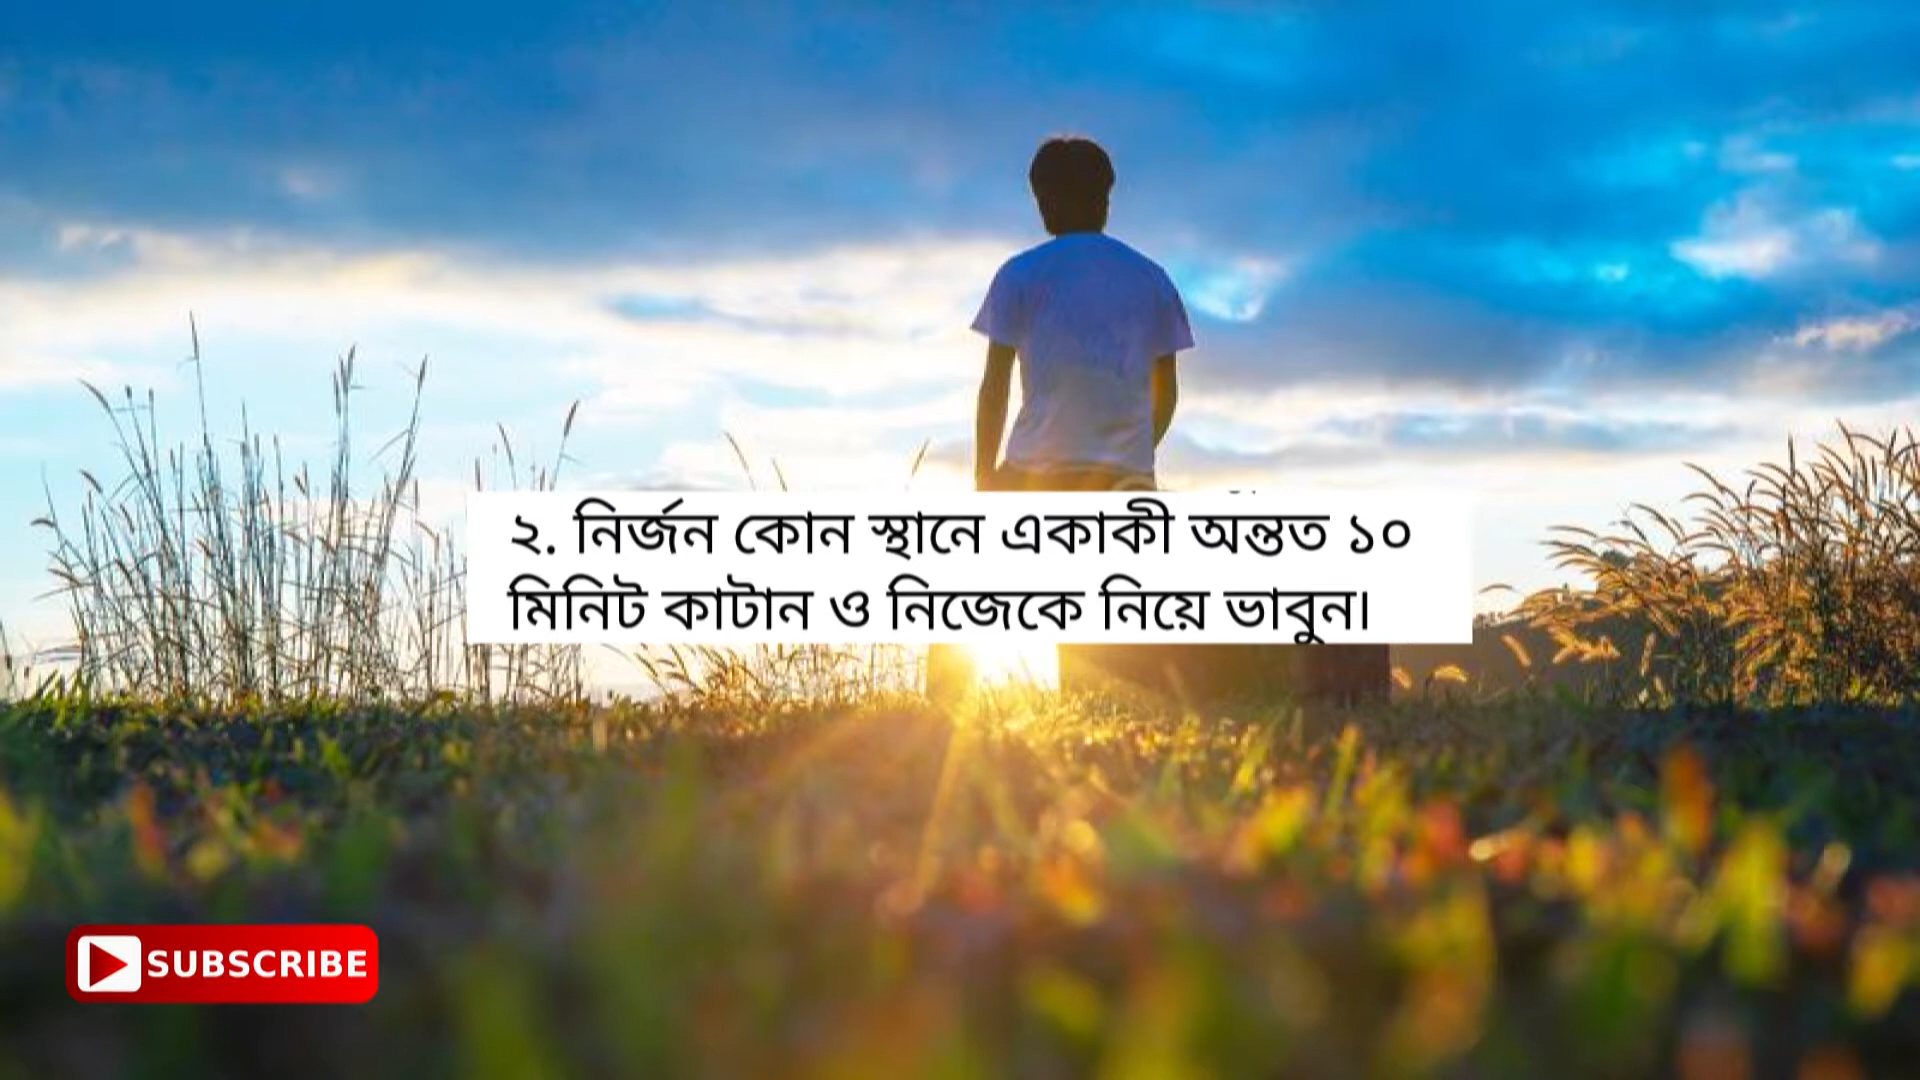 ২. নির্জন কোন স্থানে একাকী অন্তত ১০
মিনিট কাটান ও নিজেকে নিয়ে ভাবুন।
SUBSCRIBE